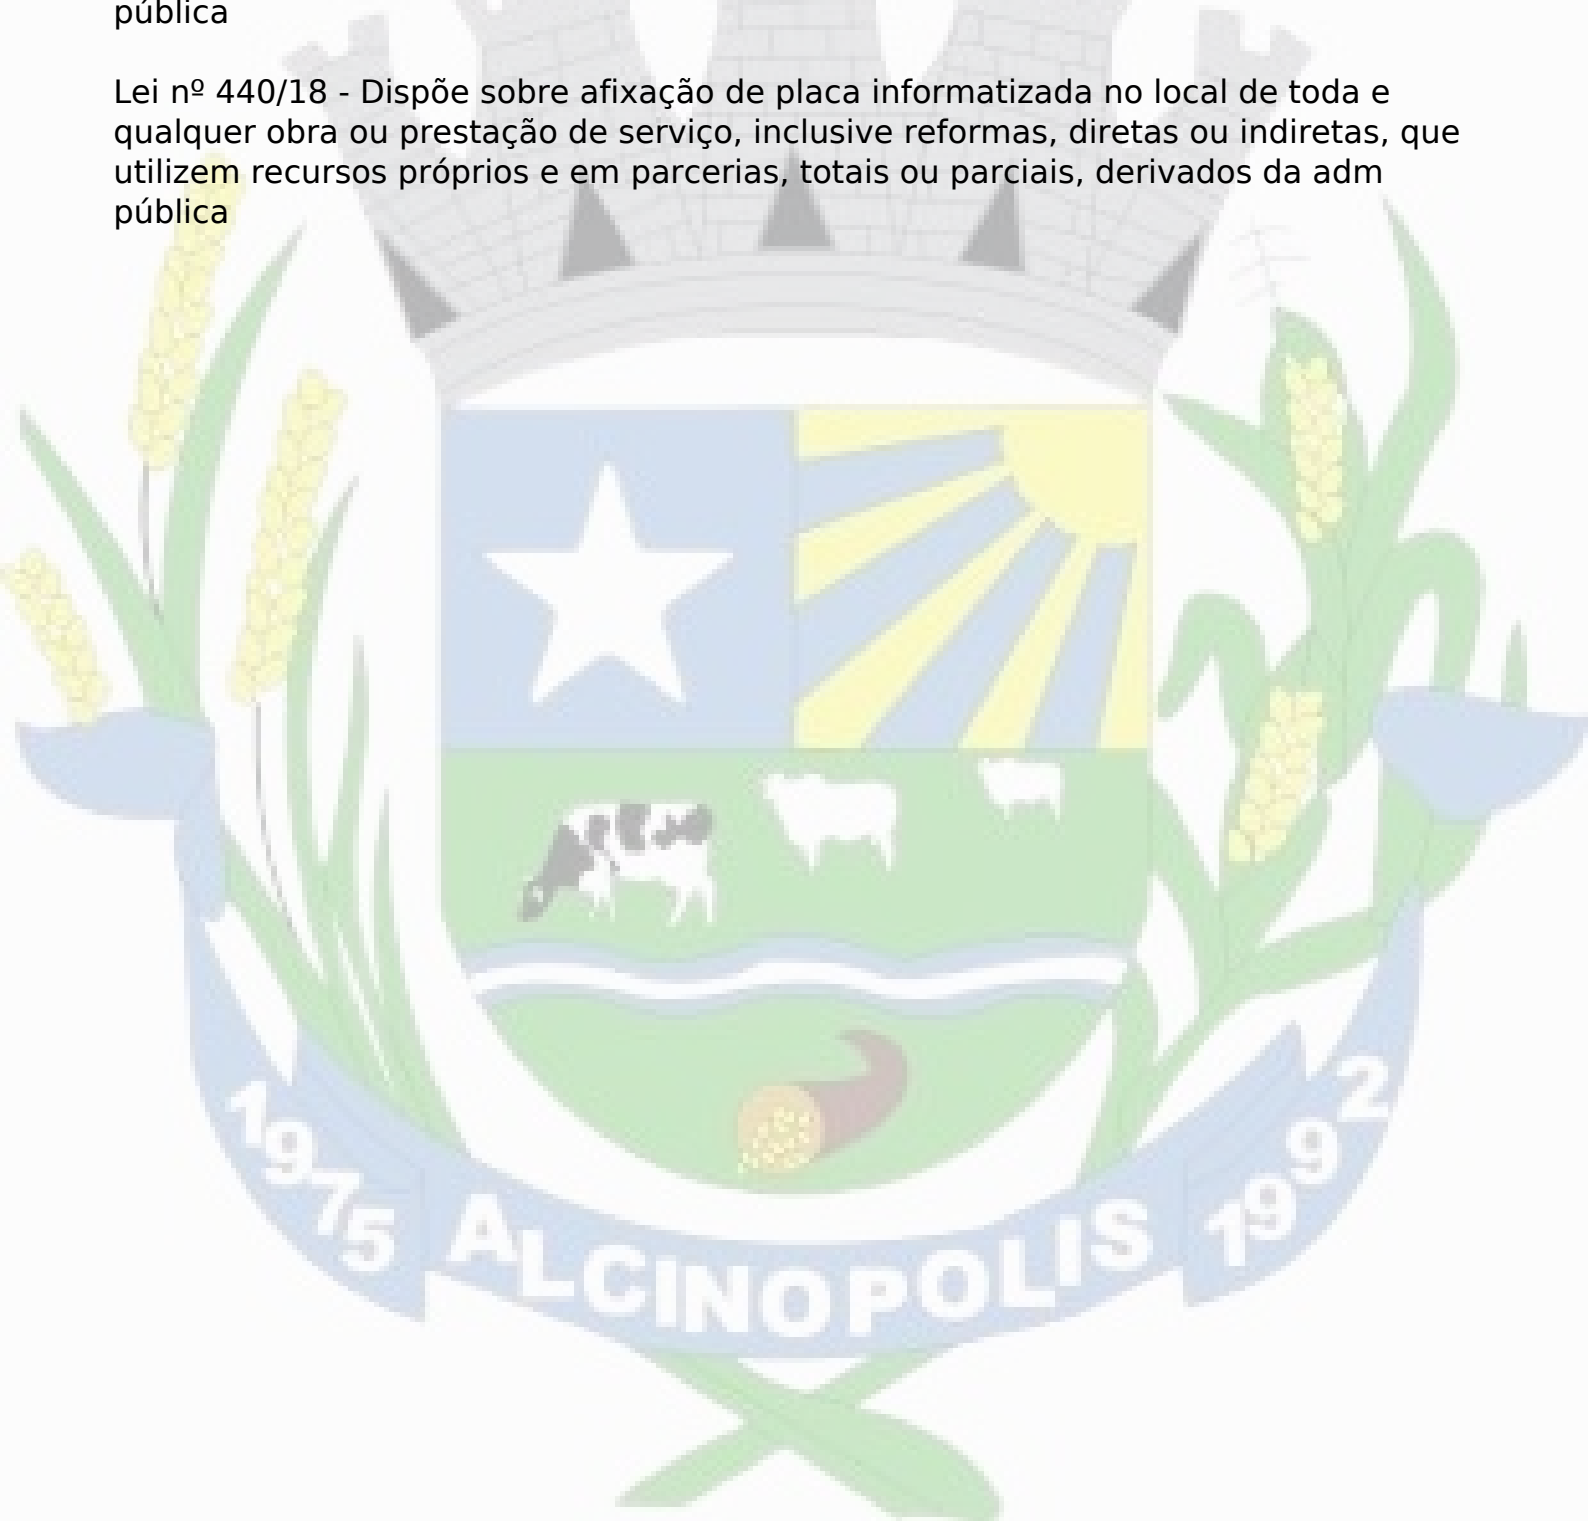 pública
Lei nº 440/18 - Dispõe sobre afixação de placa informatizada no local de toda e
qualquer obra ou prestação de serviço, inclusive reformas, diretas ou indiretas, que
utilizem recursos próprios e em parcerias, totais ou parciais, derivados da adm
pública
1975 ALCINOPOLIS 1992